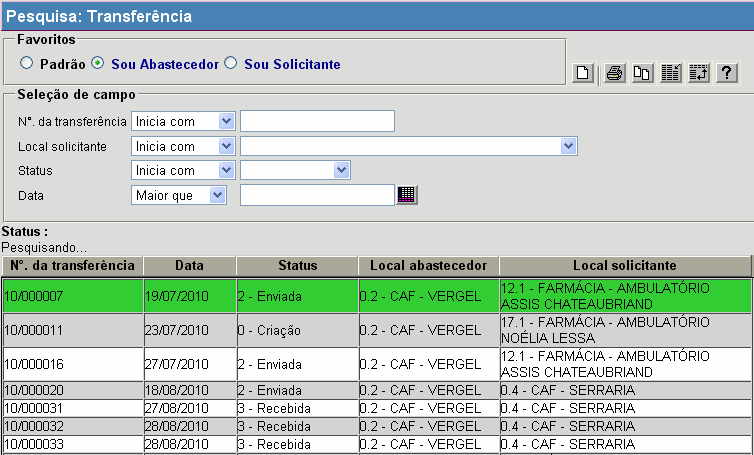 Pesquisa: Transferência
Favoritos
Padrão Sou Abastecedor Sou Solicitante
Seleção de campo
N°. da transferência Inicia com
Local solicitante Inicia com
Status Inicia com
Data Maior que
Status :
Pesquisando...
N°. da transferência Data Status Local abastecedor Local solicitante
10/000007 19/07/2010 2 - Enviada 0.2 - CAF - VERGEL 12.1 - FARMÁCIA - AMBULATÓRIO
ASSIS CHATEAUBRIAND
10/000011 23/07/2010 0 - Criação 0.2 - CAF - VERGEL 17.1 - FARMÁCIA - AMBULATÓRIO
NOÉLIA LESSA
10/000016 27/07/2010 2 - Enviada 0.2 - CAF - VERGEL 12.1 - FARMÁCIA - AMBULATÓRIO
ASSIS CHATEAUBRIAND
10/000020 18/08/2010 2 - Enviada 0.2 - CAF - VERGEL 0.4 - CAF - SERRARIA
10/000031 27/08/2010 3 - Recebida 0.2 - CAF - VERGEL 0.4 - CAF - SERRARIA
10/000032 28/08/2010 3 - Recebida 0.2 - CAF - VERGEL 0.4 - CAF - SERRARIA
10/000033 28/08/2010 3 - Recebida 0.2 - CAF - VERGEL 0.4 - CAF - SERRARIA